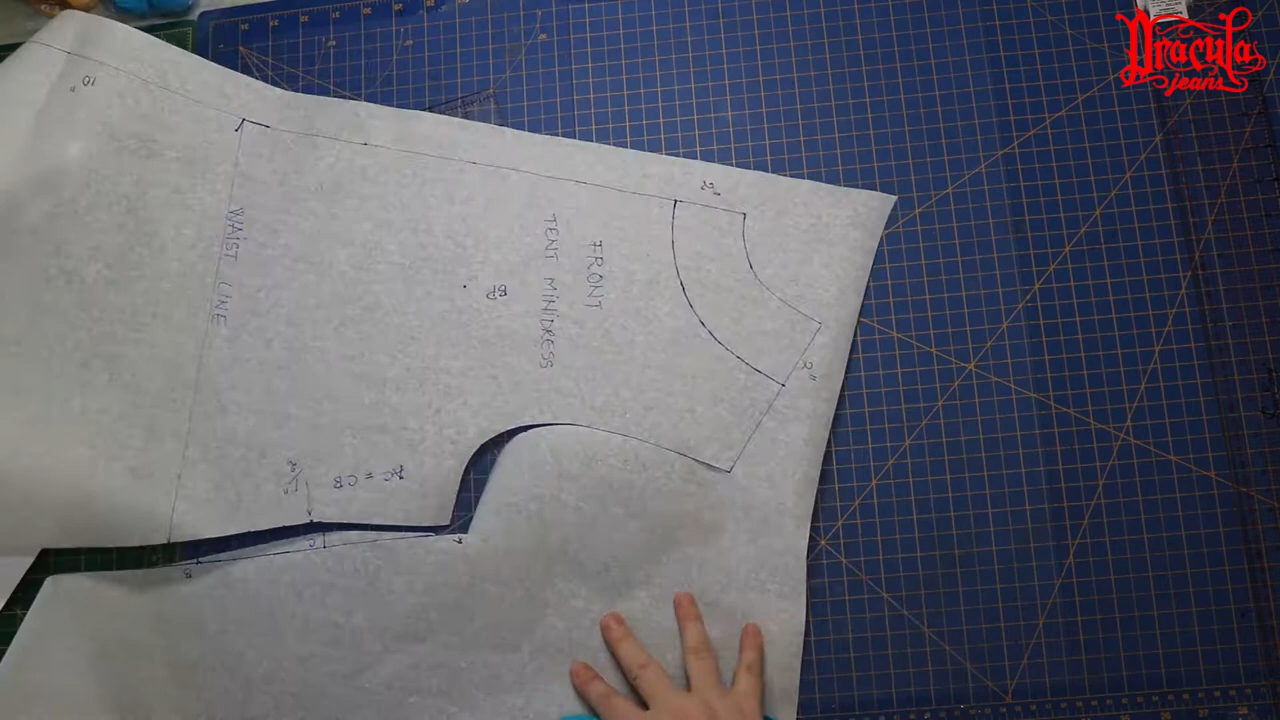 Dracula
jeans
10"
2"
WAIST LINE
FRONT
TENT MINIDRESS
BP
2"
AC = CB
C
B